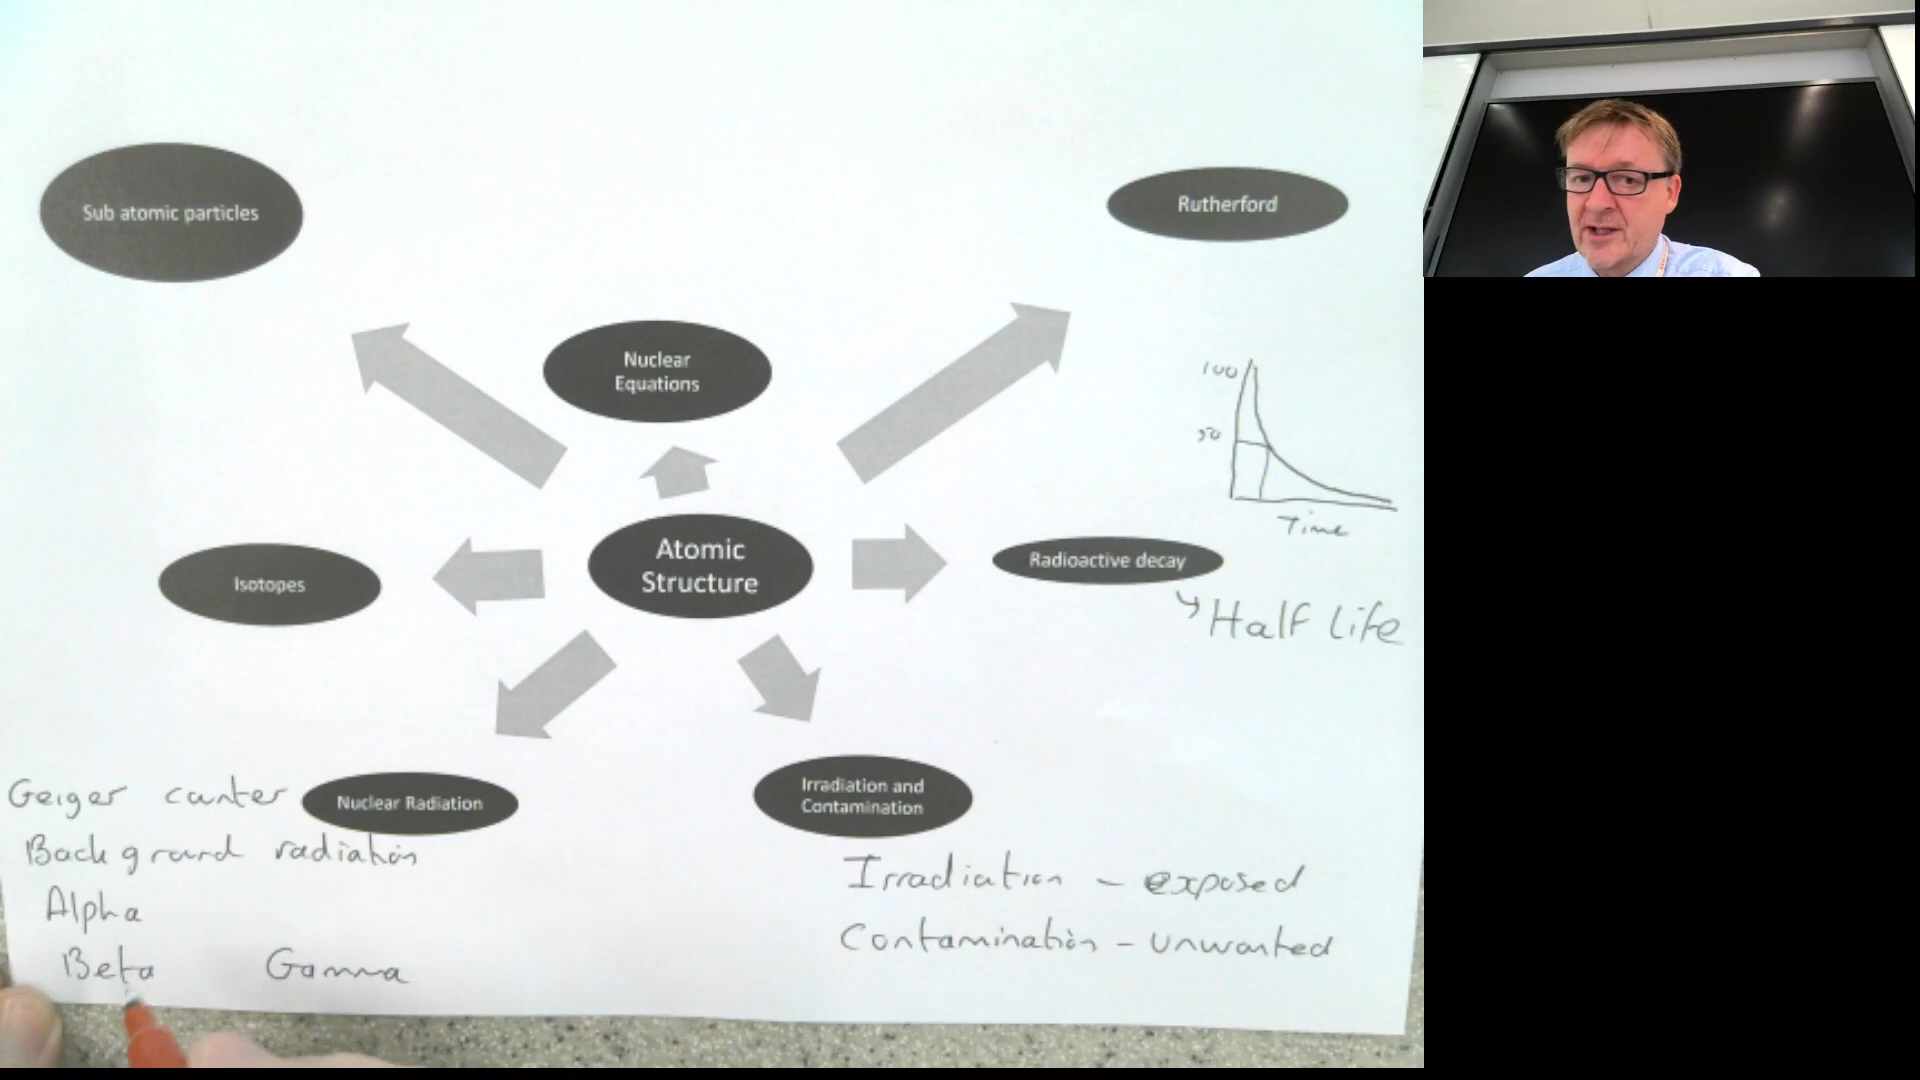 Sub atomic particles
Rutherford
Nuclear
Equations
100
50
Time
Atomic
Structure
Isotopes
Radioactive decay
Half life
Nuclear Radiation
Geiger counter
Background radiation
Alpha
Beta
Gamma
Irradiation and
Contamination
Irradiation - exposed
Contamination - unwanted